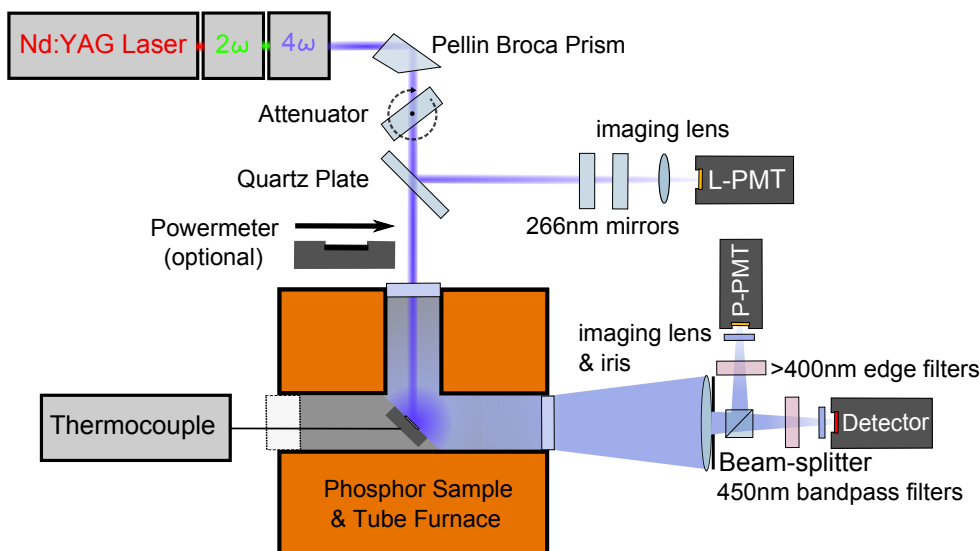 Nd:YAG Laser
2ω
4ω
Pellin Broca Prism
Attenuator
imaging lens
L-PMT
Quartz Plate
266nm mirrors
Powermeter
(optional)
P-PMT
imaging lens
& iris
>400nm edge filters
Thermocouple
Detector
Beam-splitter
450nm bandpass filters
Phosphor Sample
& Tube Furnace